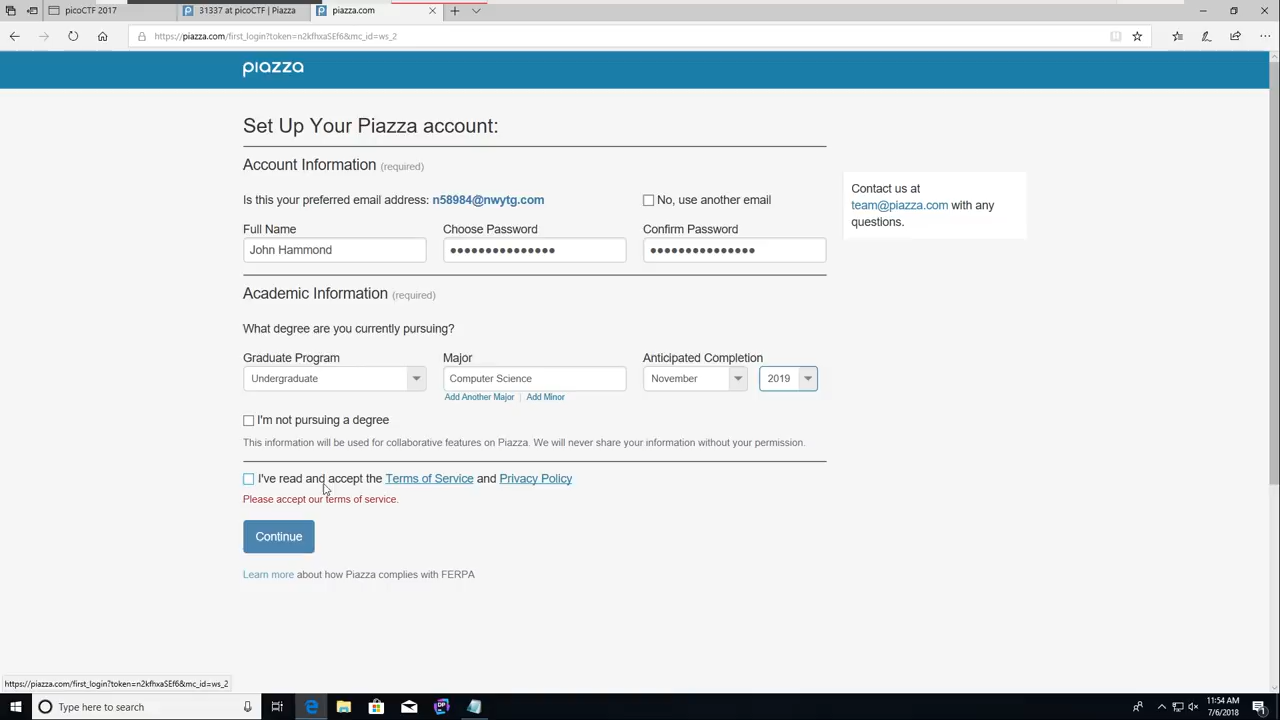 picoCTF 2017
31337 at picoCTF | Piazza
piazza.com
https://piazza.com/first_login?token=n2kfhxaSEf6&mc_id=ws_2
piazza
Set Up Your Piazza account:
Account Information (required)
Is this your preferred email address: n58984@nwytg.com
No, use another email
Contact us at
team@piazza.com with any
questions.
Full Name
Choose Password
Confirm Password
John Hammond
Academic Information (required)
What degree are you currently pursuing?
Graduate Program
Major
Anticipated Completion
Undergraduate
Computer Science
November
2019
Add Another Major | Add Minor
I'm not pursuing a degree
This information will be used for collaborative features on Piazza. We will never share your information without your permission.
I've read and accept the Terms of Service and Privacy Policy
Please accept our terms of service.
Continue
Learn more about how Piazza complies with FERPA
https://piazza.com/first_login?token=n2kfhxaSEf6&mc_id=ws_2
Type here to search
11:54 AM
7/6/2018